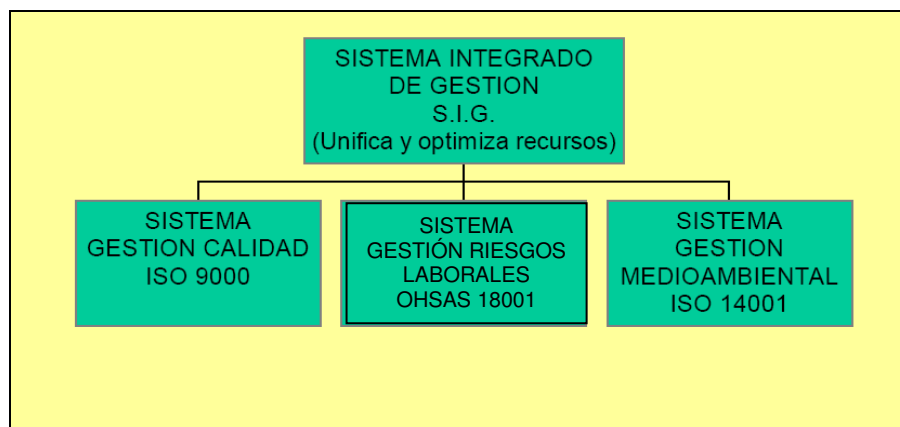 SISTEMA INTEGRADO
DE GESTION
S.I.G.
(Unifica y optimiza recursos)
SISTEMA
GESTION CALIDAD
ISO 9000
SISTEMA
GESTIÓN RIESGOS
LABORALES
OHSAS 18001
SISTEMA
GESTION
MEDIOAMBIENTAL
ISO 14001